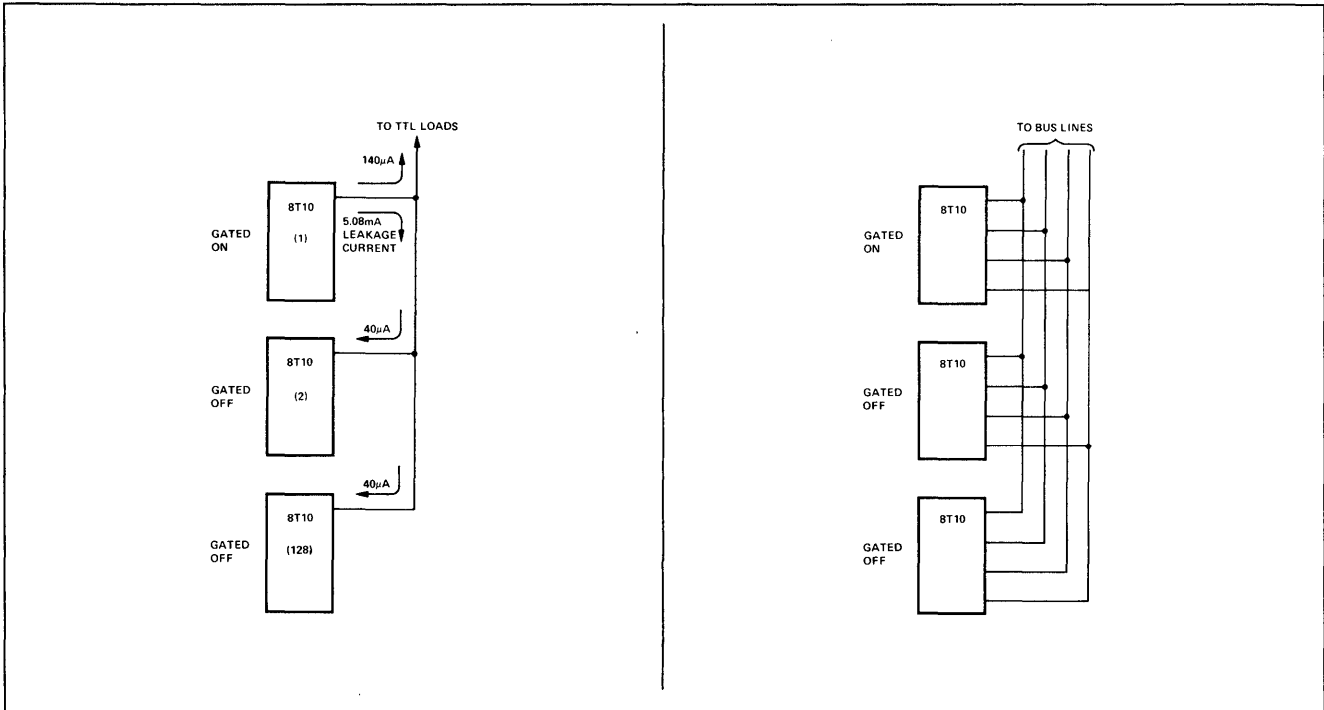 TO TTL LOADS
140μA
8T10
(1)
GATED
ON
5.08mA
LEAKAGE
CURRENT
40μA
8T10
(2)
GATED
OFF
40μA
8T10
(128)
GATED
OFF
TO BUS LINES
8T10
GATED
ON
8T10
GATED
OFF
8T10
GATED
OFF